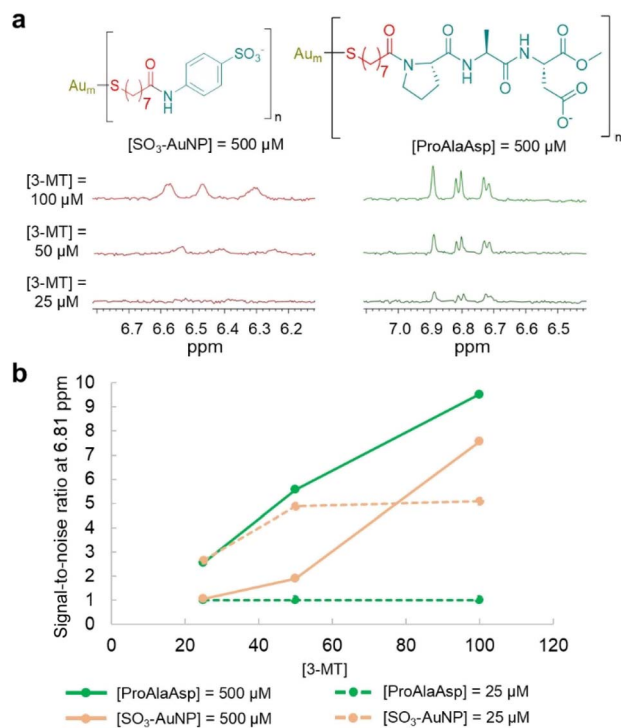 a
Au_m S ( )7 O N H SO₃⁻ n
Au_m S ( )7 O N O H N O N H O O O O⁻ n
[SO₃-AuNP] = 500 µM
[ProAlaAsp] = 500 µM
[3-MT] =
100 µM
[3-MT] =
50 µM
[3-MT] =
25 µM
6.7 6.6 6.5 6.4 6.3 6.2
ppm
7.0 6.9 6.8 6.7 6.6 6.5
ppm
b
Signal-to-noise ratio at 6.81 ppm
10
9
8
7
6
5
4
3
2
1
0
0 20 40 60 80 100 120
[3-MT]
[ProAlaAsp] = 500 µM
[ProAlaAsp] = 25 µM
[SO₃-AuNP] = 500 µM
[SO₃-AuNP] = 25 µM